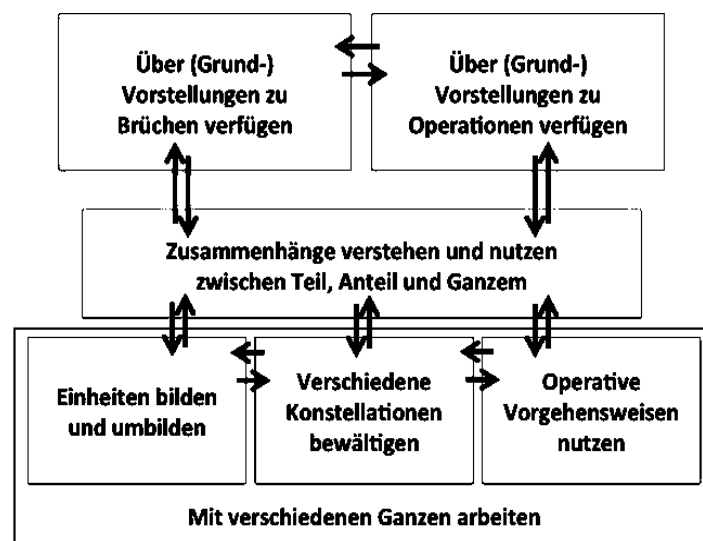 Über (Grund-)
Vorstellungen zu
Brüchen verfügen
Über (Grund-)
Vorstellungen zu
Operationen verfügen
Zusammenhänge verstehen und nutzen
zwischen Teil, Anteil und Ganzem
Einheiten bilden
und umbilden
Verschiedene
Konstellationen
bewältigen
Operative
Vorgehensweisen
nutzen
Mit verschiedenen Ganzen arbeiten